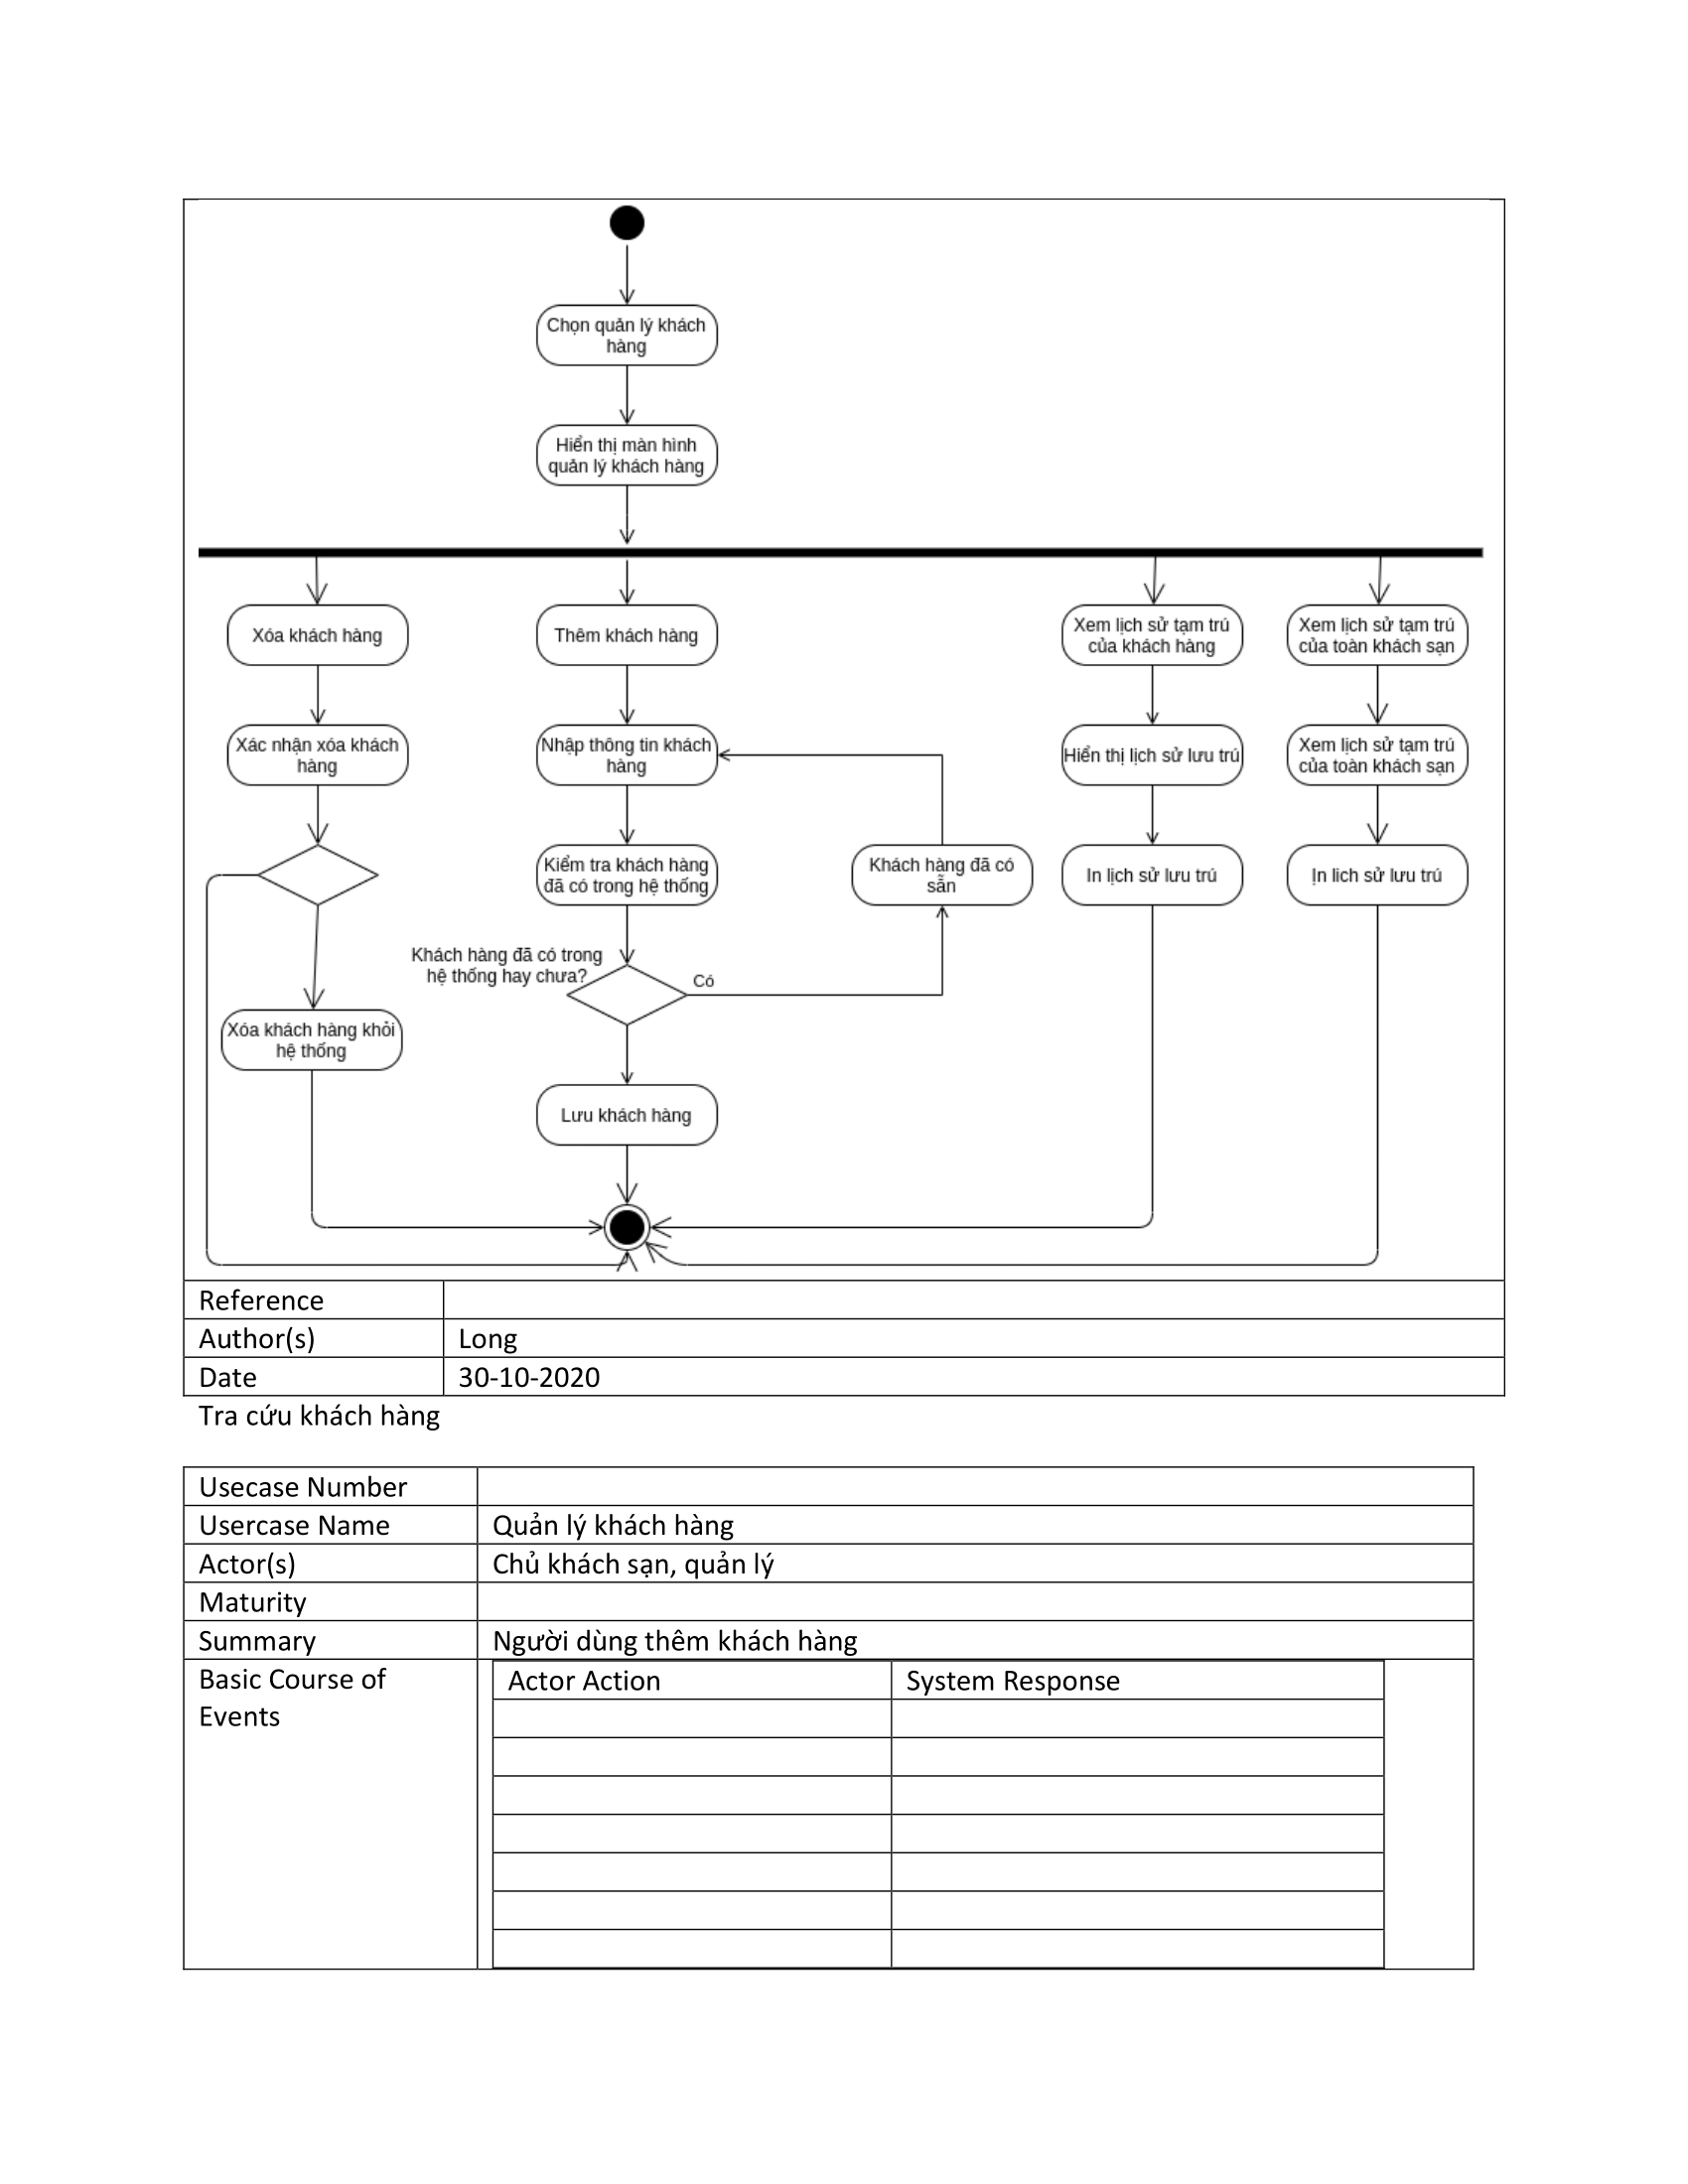 Chọn quản lý khách
hàng
Hiển thị màn hình
quản lý khách hàng
Xóa khách hàng
Thêm khách hàng
Xem lịch sử tạm trú
của khách hàng
Xem lịch sử tạm trú
của toàn khách sạn
Xác nhận xóa khách
hàng
Nhập thông tin khách
hàng
Hiển thị lịch sử lưu trú
Xem lịch sử tạm trú
của toàn khách sạn
Kiểm tra khách hàng
đã có trong hệ thống
Khách hàng đã có
sẵn
In lịch sử lưu trú
Ịn lich sử lưu trú
Khách hàng đã có trong
hệ thống hay chưa?
Có
Xóa khách hàng khỏi
hệ thống
Lưu khách hàng
Reference
Author(s) Long
Date 30-10-2020
Tra cứu khách hàng
Usecase Number
Usercase Name Quản lý khách hàng
Actor(s) Chủ khách sạn, quản lý
Maturity
Summary Người dùng thêm khách hàng
Basic Course of
Events
Actor Action System Response